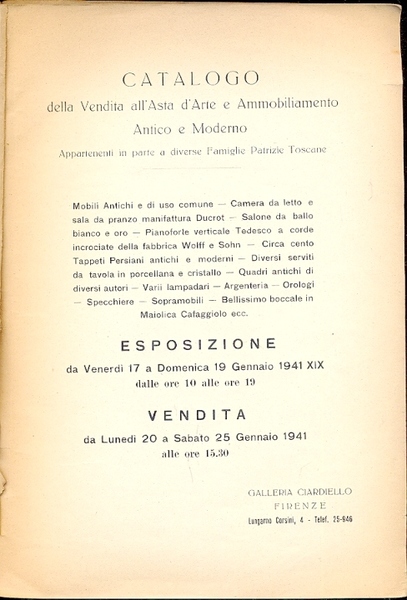 CATALOGO
della Vendita all'Asta d'Arte e Ammobiliamento
Antico e Moderno
Appartenenti in parte a diverse Famiglie Patrizie Toscane
Mobili Antichi e di uso comune — Camera da letto e
sala da pranzo manifattura Ducrot — Salone da ballo
bianco e oro — Pianoforte verticale Tedesco a corde
incrociate della fabbrica Wolff e Sohn — Circa cento
Tappeti Persiani antichi e moderni — Diversi serviti
da tavola in porcellana e cristallo — Quadri antichi di
diversi autori — Varii lampadari — Argenteria — Orologi
— Specchiere — Sopramobili — Bellissimo boccale in
Maiolica Cafaggiolo ecc.
ESPOSIZIONE
da Venerdì 17 a Domenica 19 Gennaio 1941 XIX
dalle ore 10 alle ore 19
VENDITA
da Lunedì 20 a Sabato 25 Gennaio 1941
alle ore 15.30
GALLERIA CIARDIELLO
FIRENZE
Lungarno Corsini, 4 - Telef. 25-946